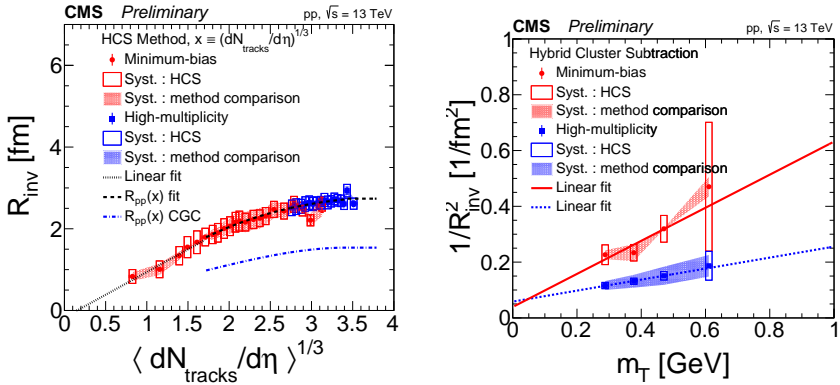 CMS Preliminary pp, √s = 13 TeV
HCS Method, x ≡ ⟨dN_tracks/dη⟩^1/3
Minimum-bias
Syst. : HCS
Syst. : method comparison
High-multiplicity
Syst. : HCS
Syst. : method comparison
Linear fit
R_pp(x) fit
R_pp(x) CGC
R_inv [fm]
8
6
4
2
0
0 0.5 1 1.5 2 2.5 3 3.5 4
⟨ dN_tracks/dη ⟩^1/3
CMS Preliminary pp, √s = 13 TeV
Hybrid Cluster Subtraction
Minimum-bias
Syst. : HCS
Syst. : method comparison
High-multiplicity
Syst. : HCS
Syst. : method comparison
Linear fit
Linear fit
1/R²_inv [1/fm²]
1
0.8
0.6
0.4
0.2
0
0 0.2 0.4 0.6 0.8 1
m_T [GeV]